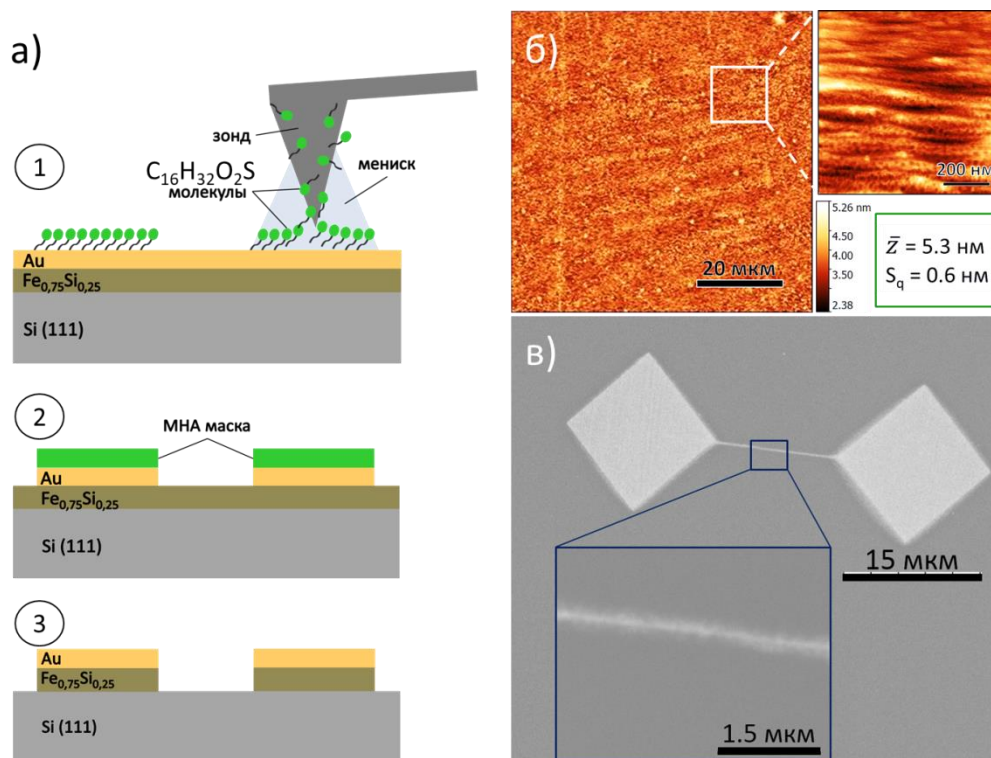 а)
1
зонд
C₁₆H₃₂O₂S
молекулы
мениск
Au
Fe₀,₇₅Si₀,₂₅
Si (111)
2
МНА маска
Au
Fe₀,₇₅Si₀,₂₅
Si (111)
3
Au
Fe₀,₇₅Si₀,₂₅
Si (111)
б)
20 мкм
200 нм
5.26 nm
4.50
4.00
3.50
2.38
z̄ = 5.3 нм
Sq = 0.6 нм
в)
15 мкм
1.5 мкм